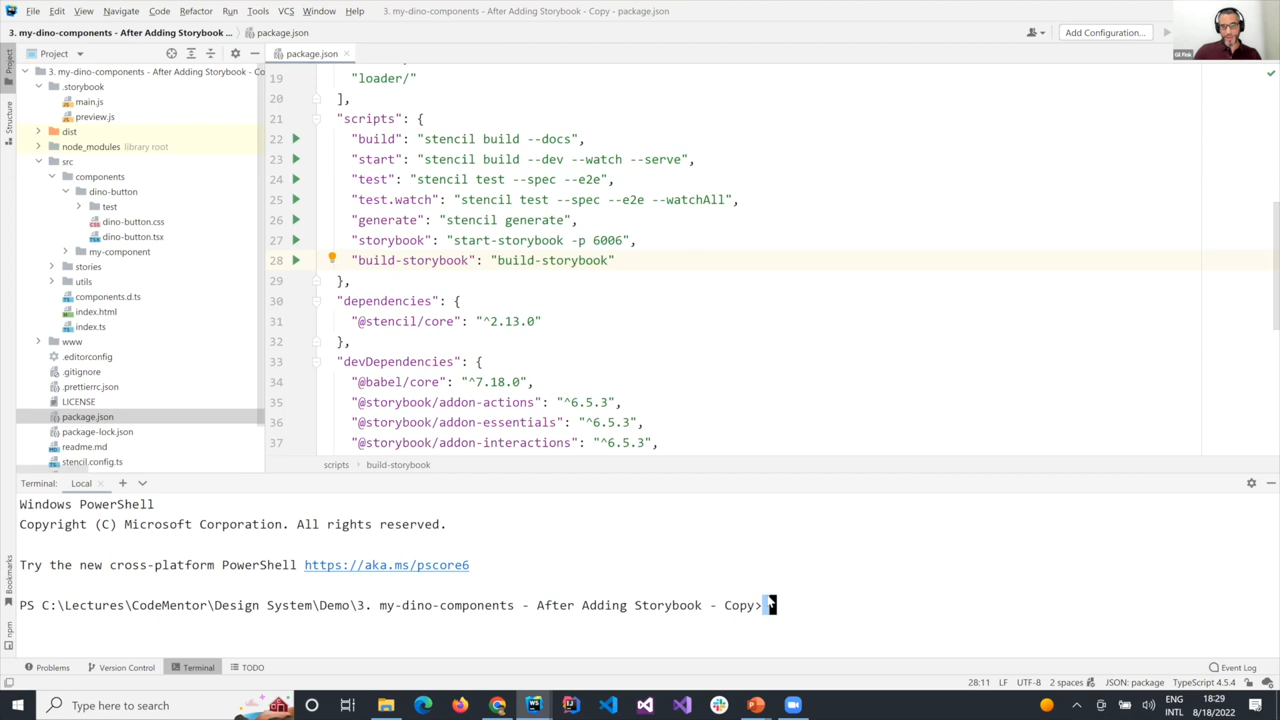 File Edit View Navigate Code Refactor Run Tools VCS Window Help 3. my-dino-components - After Adding Storybook - Copy - package.json
3. my-dino-components - After Adding Storybook ... package.json Add Configuration... Gil Fink
Project
package.json
3. my-dino-components - After Adding Storybook - Co
.storybook
main.js
preview.js
dist
node_modules library root
src
components
dino-button
test
dino-button.css
dino-button.tsx
my-component
stories
utils
components.d.ts
index.html
index.ts
www
.editorconfig
.gitignore
.prettierrc.json
LICENSE
package.json
package-lock.json
readme.md
stencil.config.ts
19 "loader/"
20 ],
21 "scripts": {
22 "build": "stencil build --docs",
23 "start": "stencil build --dev --watch --serve",
24 "test": "stencil test --spec --e2e",
25 "test.watch": "stencil test --spec --e2e --watchAll",
26 "generate": "stencil generate",
27 "storybook": "start-storybook -p 6006",
28 "build-storybook": "build-storybook"
29 },
30 "dependencies": {
31 "@stencil/core": "^2.13.0"
32 },
33 "devDependencies": {
34 "@babel/core": "^7.18.0",
35 "@storybook/addon-actions": "^6.5.3",
36 "@storybook/addon-essentials": "^6.5.3",
37 "@storybook/addon-interactions": "^6.5.3",
scripts build-storybook
Project
Structure
Bookmarks
npm
Terminal: Local
Windows PowerShell
Copyright (C) Microsoft Corporation. All rights reserved.
Try the new cross-platform PowerShell https://aka.ms/pscore6
PS C:\Lectures\CodeMentor\Design System\Demo\3. my-dino-components - After Adding Storybook - Copy>
Problems Version Control Terminal TODO Event Log
28:11 LF UTF-8 2 spaces JSON: package TypeScript 4.5.4
Type here to search
ENG
INTL
18:29
8/18/2022